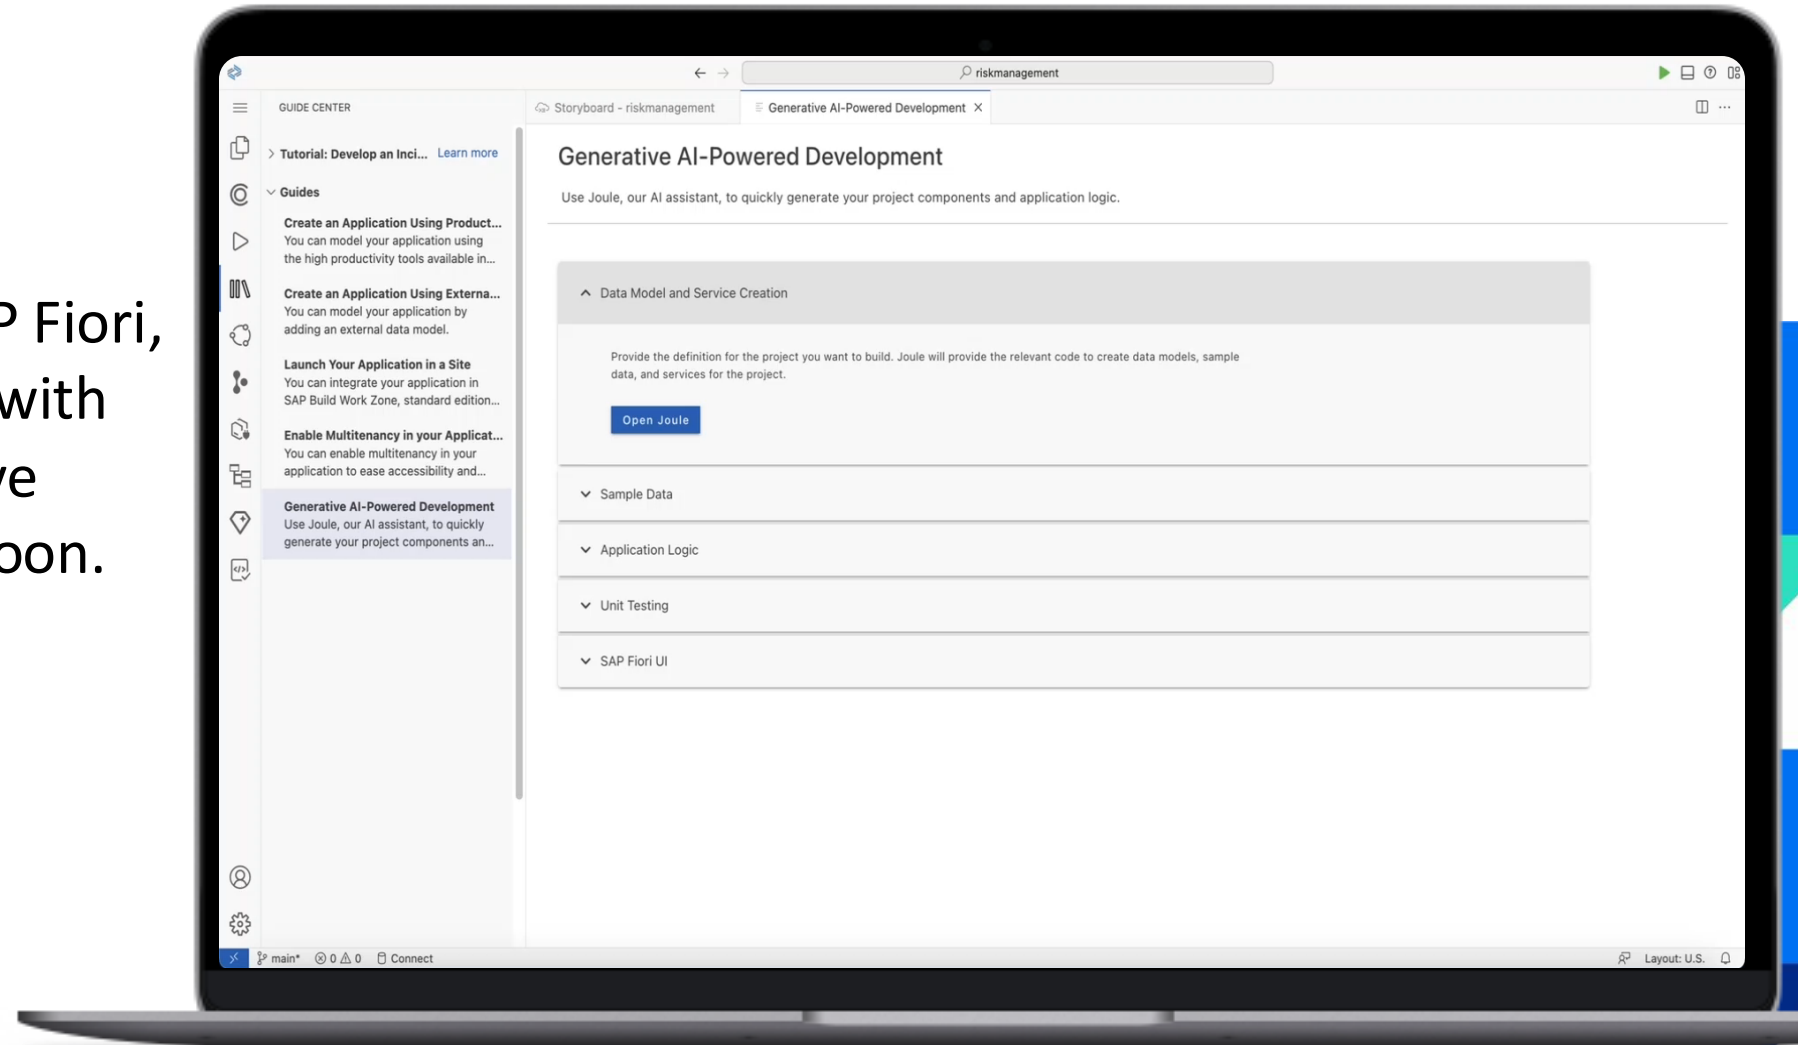 P Fiori,
with
ve
oon.
riskmanagement
GUIDE CENTER
Storyboard - riskmanagement
Generative AI-Powered Development
Tutorial: Develop an Inci... Learn more
Guides
Create an Application Using Product...
You can model your application using
the high productivity tools available in...
Create an Application Using Externa...
You can model your application by
adding an external data model.
Launch Your Application in a Site
You can integrate your application in
SAP Build Work Zone, standard edition...
Enable Multitenancy in your Applicat...
You can enable multitenancy in your
application to ease accessibility and...
Generative AI-Powered Development
Use Joule, our AI assistant, to quickly
generate your project components an...
Generative AI-Powered Development
Use Joule, our AI assistant, to quickly generate your project components and application logic.
Data Model and Service Creation
Provide the definition for the project you want to build. Joule will provide the relevant code to create data models, sample
data, and services for the project.
Open Joule
Sample Data
Application Logic
Unit Testing
SAP Fiori UI
main* 0 0 Connect
Layout: U.S.